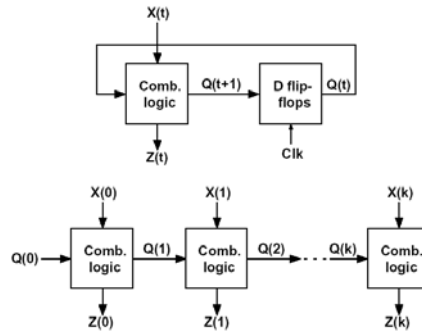 X(t)
Comb. logic
Q(t+1)
D flip-flops
Q(t)
Z(t)
Clk
X(0)
X(1)
X(k)
Q(0)
Comb. logic
Q(1)
Comb. logic
Q(2)
Q(k)
Comb. logic
Z(0)
Z(1)
Z(k)